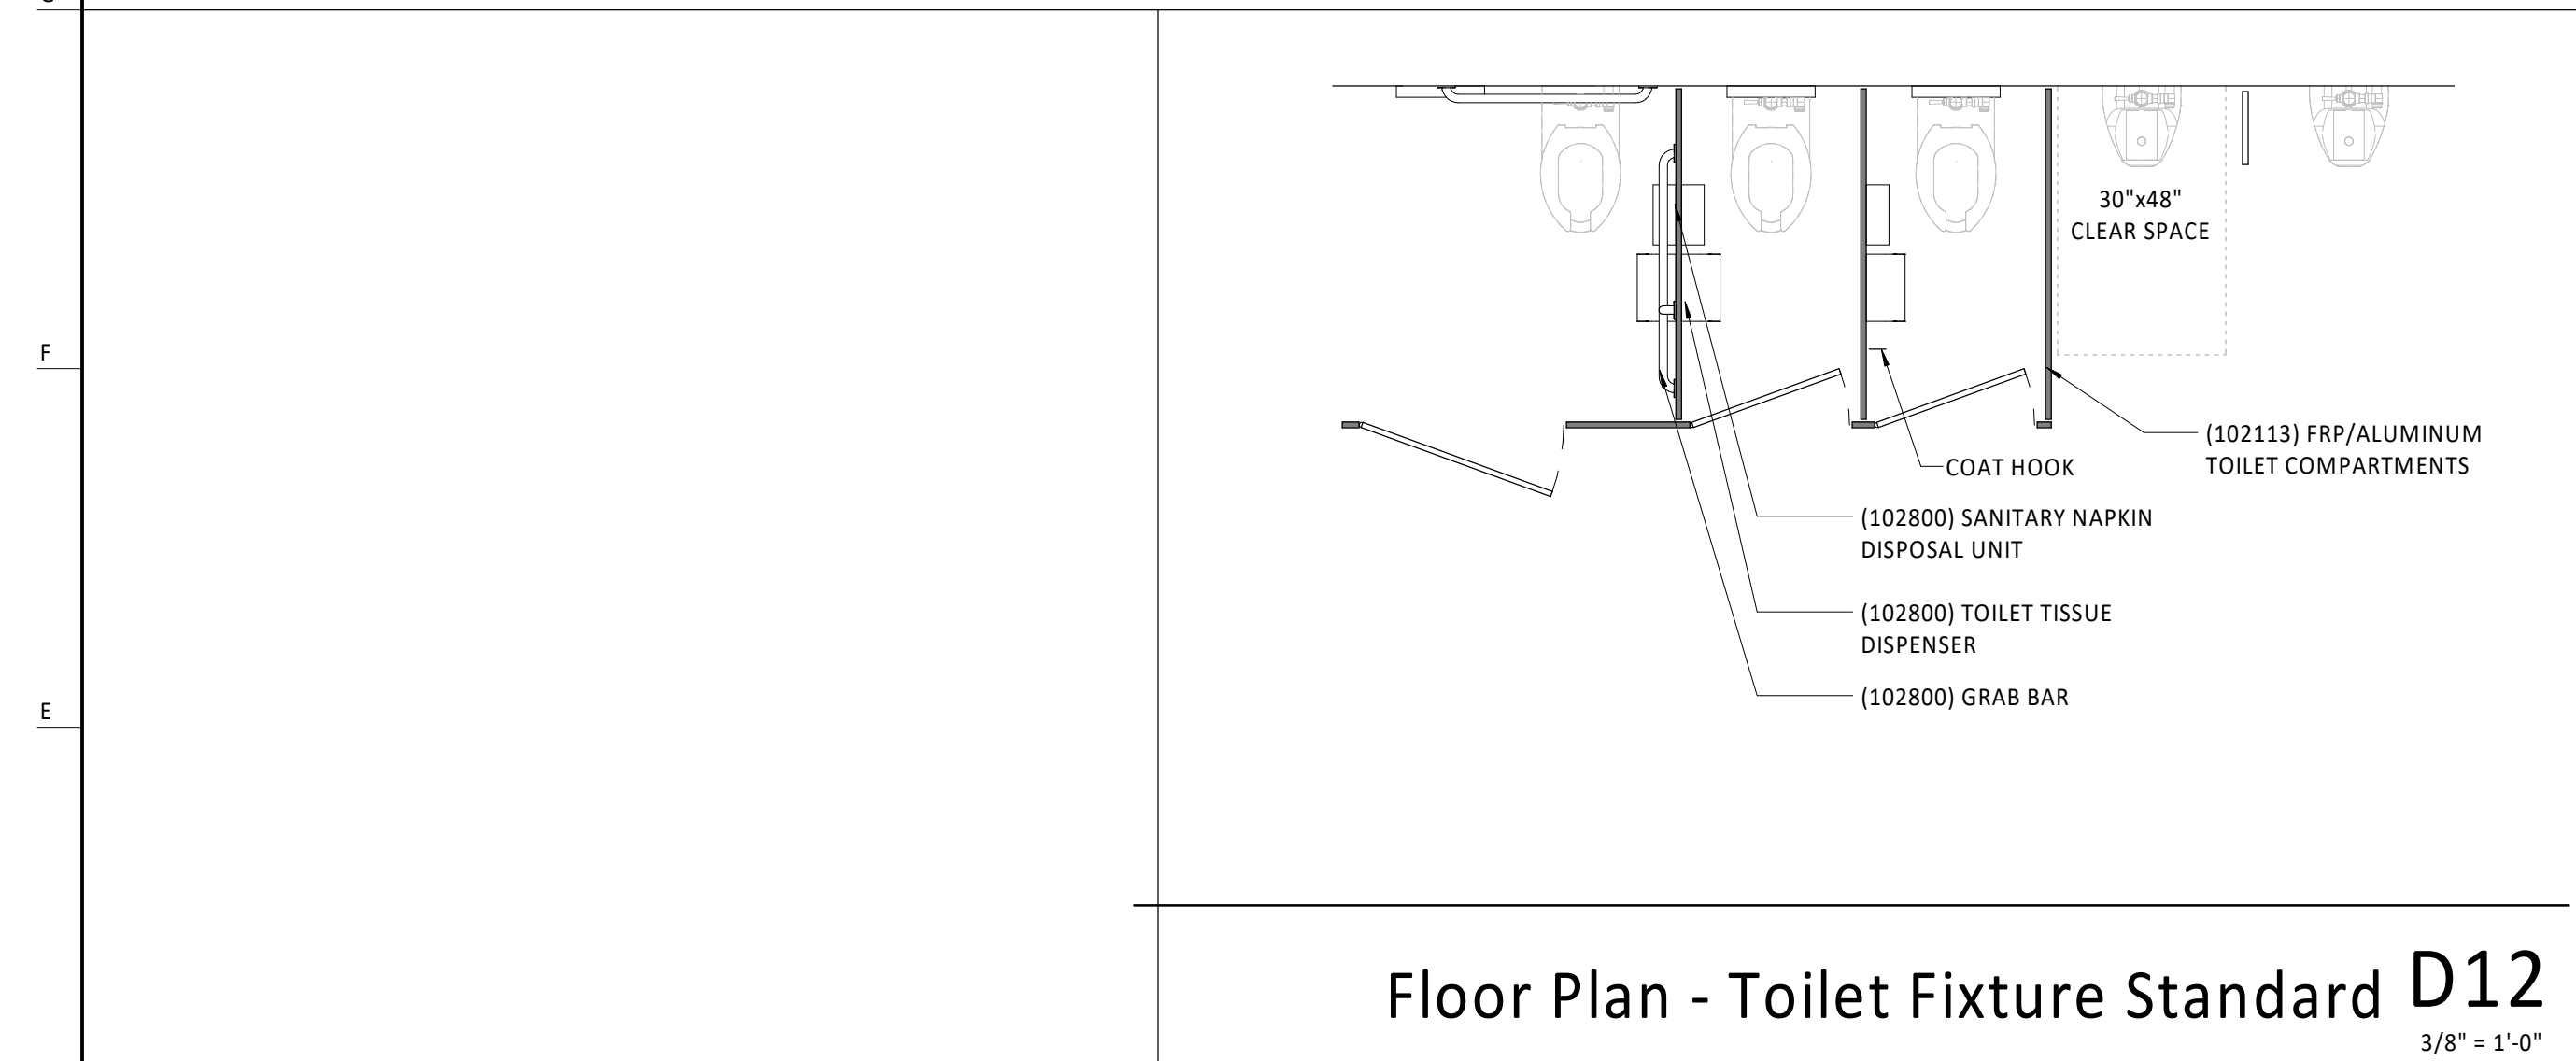 30"x48"
CLEAR SPACE
F
(102113) FRP/ALUMINUM
TOILET COMPARTMENTS
COAT HOOK
(102800) SANITARY NAPKIN
DISPOSAL UNIT
(102800) TOILET TISSUE
DISPENSER
(102800) GRAB BAR
E
Floor Plan - Toilet Fixture Standard D12
3/8" = 1'-0"